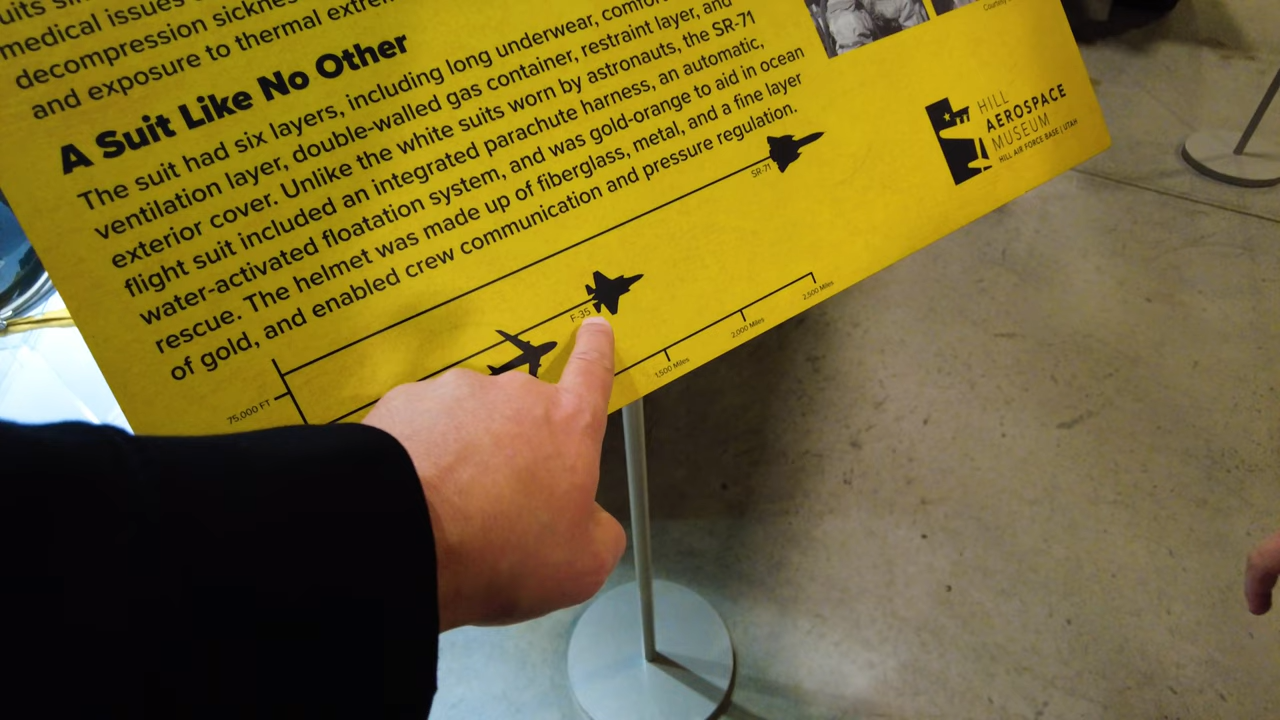 medical issues
decompression sickness
and exposure to thermal extrem
A Suit Like No Other
The suit had six layers, including long underwear, comfor
ventilation layer, double-walled gas container, restraint layer, and
exterior cover. Unlike the white suits worn by astronauts, the SR-71
flight suit included an integrated parachute harness, an automatic,
water-activated floatation system, and was gold-orange to aid in ocean
rescue. The helmet was made up of fiberglass, metal, and a fine layer
of gold, and enabled crew communication and pressure regulation.
HILL
AEROSPACE
MUSEUM
HILL AIR FORCE BASE | UTAH
SR-71
F-35
75,000 FT
1,500 Miles
2,000 Miles
2,500 Miles